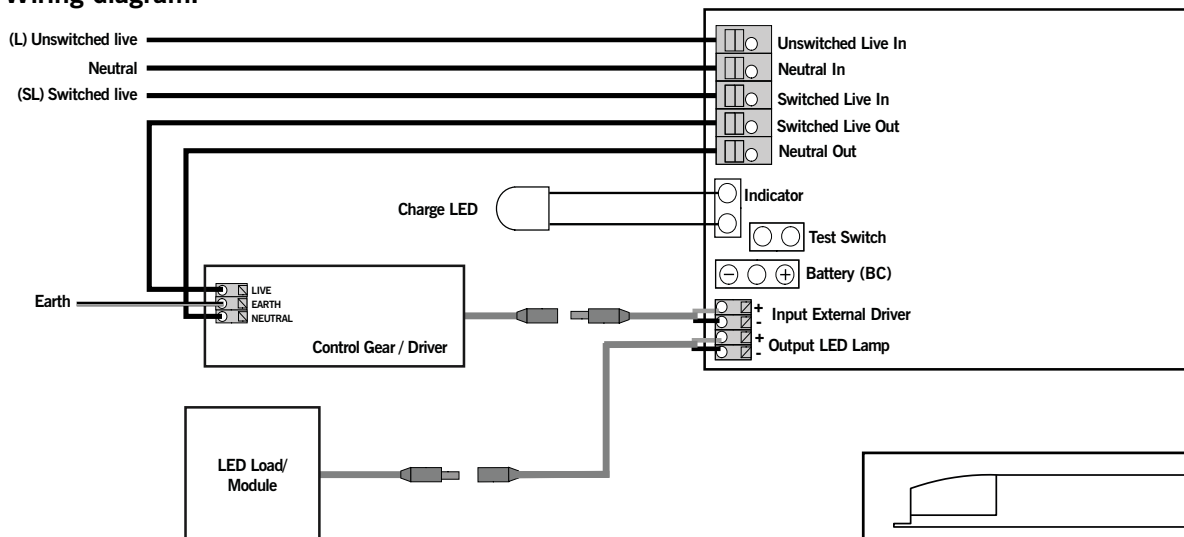 Wiring diagram:
(L) Unswitched live
Neutral
(SL) Switched live
Unswitched Live In
Neutral In
Switched Live In
Switched Live Out
Neutral Out
Charge LED
Indicator
Test Switch
- + Battery (BC)
Earth
LIVE
EARTH
NEUTRAL
Control Gear / Driver
+
-
Input External Driver
+
-
Output LED Lamp
LED Load/
Module